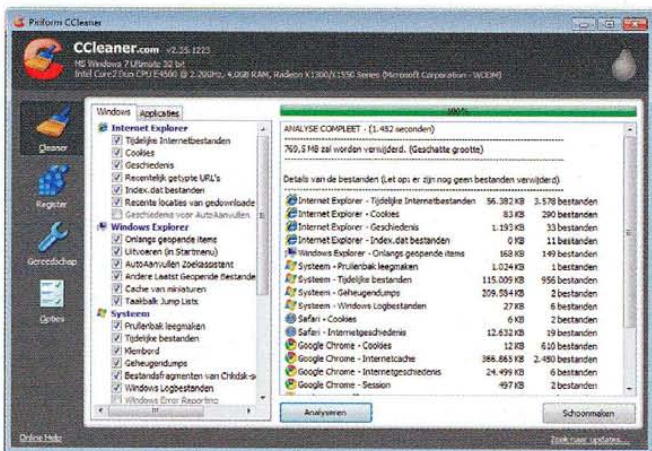 Piriform CCleaner
CCleaner.com v2.35.1223
MS Windows 7 Ultimate 32 bit
Intel Core2 Duo CPU E4500 @ 2.20GHz, 4,0GB RAM, Radeon X1300/X1550 Series (Microsoft Corporation - WDDM)
Cleaner
Register
Gereedschap
Opties
Windows Applicaties
Internet Explorer
Tijdelijke Internetbestanden
Cookies
Geschiedenis
Recentelijk getypte URL's
Index.dat bestanden
Recente locaties van gedownloade
Geschiedenis voor AutoAanvullen
Windows Explorer
Onlangs geopende items
Uitvoeren (in Startmenu)
AutoAanvullen Zoekassistent
Andere Laatst Geopende Bestande
Cache van miniaturen
Taakbalk Jump Lists
Systeem
Prullenbak leegmaken
Tijdelijke bestanden
Klembord
Geheugendumps
Bestandsfragmenten van Chkdsk-s
Windows Logbestanden
Windows Error Reporting
100%
ANALYSE COMPLEET - (1.482 seconden)
769,5 MB zal worden verwijderd. (Geschatte grootte)
Details van de bestanden (Let op: er zijn nog geen bestanden verwijderd)
Internet Explorer - Tijdelijke Internetbestanden 56.382 KB 3.578 bestanden
Internet Explorer - Cookies 83 KB 290 bestanden
Internet Explorer - Geschiedenis 1.193 KB 33 bestanden
Internet Explorer - Index.dat bestanden 0 KB 11 bestanden
Windows Explorer - Onlangs geopende items 168 KB 149 bestanden
Systeem - Prullenbak leegmaken 1.024 KB 1 bestanden
Systeem - Tijdelijke bestanden 115.009 KB 956 bestanden
Systeem - Geheugendumps 209.584 KB 2 bestanden
Systeem - Windows Logbestanden 27 KB 6 bestanden
Safari - Cookies 6 KB 2 bestanden
Safari - Internetgeschiedenis 12.632 KB 19 bestanden
Google Chrome - Cookies 12 KB 610 bestanden
Google Chrome - Internetcache 366.865 KB 2.480 bestanden
Google Chrome - Internetgeschiedenis 24.499 KB 6 bestanden
Google Chrome - Session 497 KB 2 bestanden
Analyseren
Schoonmaken
Online Help
Zoek naar updates...